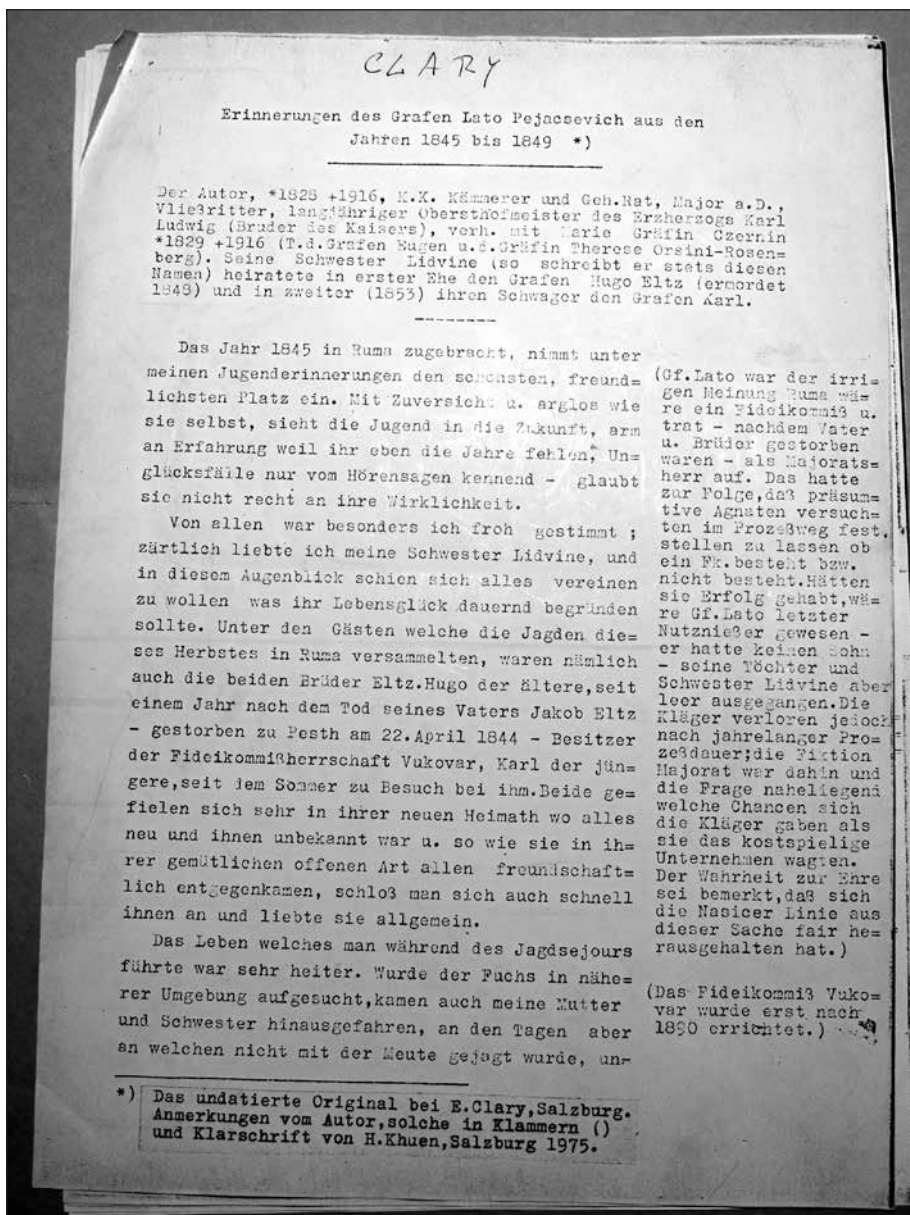 CLARY
Erinnerungen des Grafen Lato Pejacsevich aus den
Jahren 1845 bis 1849 *)
Der Autor, *1828 +1916, K.K. Kämmerer und Geh.Rat, Major a.D.,
Vließritter, langjähriger Obersthofmeister des Erzherzogs Karl
Ludwig (Bruder des Kaisers), verh. mit Marie Gräfin Czernin
*1829 +1916 (T.d.Grafen Eugen u.d.Gräfin Therese Orsini-Rosen=
berg). Seine Schwester Lidvine (so schreibt er stets diesen
Namen) heiratete in erster Ehe den Grafen Hugo Eltz (ermordet
1848) und in zweiter (1853) ihren Schwager den Grafen Karl.
Das Jahr 1845 in Ruma zugebracht, nimmt unter
meinen Jugenderinnerungen den schönsten, freund=
lichsten Platz ein. Mit Zuversicht u. arglos wie
sie selbst, sieht die Jugend in die Zukunft, arm
an Erfahrung weil ihr eben die Jahre fehlen, Un=
glücksfälle nur vom Hörensagen kennend - glaubt
sie nicht recht an ihre Wirklichkeit.
Von allen war besonders ich froh gestimmt ;
zärtlich liebte ich meine Schwester Lidvine, und
in diesem Augenblick schien sich alles vereinen
zu wollen was ihr Lebensglück dauernd begründen
sollte. Unter den Gästen welche die Jagden die=
ses Herbstes in Ruma versammelten, waren nämlich
auch die beiden Brüder Eltz.Hugo der ältere,seit
einem Jahr nach dem Tod seines Vaters Jakob Eltz
- gestorben zu Pesth am 22.April 1844 - Besitzer
der Fideikommißherrschaft Vukovar, Karl der jün=
gere,seit dem Sommer zu Besuch bei ihm.Beide ge=
fielen sich sehr in ihrer neuen Heimath wo alles
neu und ihnen unbekannt war u. so wie sie in ih=
rer gemütlichen offenen Art allen freundschaft=
lich entgegenkamen, schloß man sich auch schnell
ihnen an und liebte sie allgemein.
Das Leben welches man während des Jagdsejours
führte war sehr heiter. Wurde der Fuchs in nähe=
rer Umgebung aufgesucht,kamen auch meine Mutter
und Schwester hinausgefahren, an den Tagen aber
an welchen nicht mit der Meute gejagt wurde, un=
(Gf.Lato war der irri=
gen Meinung Ruma wä=
re ein Fideikommiß u.
trat - nachdem Vater
u. Brüder gestorben
waren - als Majorats=
herr auf. Das hatte
zur Folge,daß präsum=
tive Agnaten versuch=
ten im Prozeßweg fest,
stellen zu lassen ob
ein Fk.besteht bzw.
nicht besteht.Hätten
sie Erfolg gehabt,wä=
re Gf.Lato letzter
Nutznießer gewesen -
er hatte keinen Sohn
- seine Töchter und
Schwester Lidvine aber
leer ausgegangen.Die
Kläger verloren jedoch
nach jahrelanger Pro=
zeßdauer;die Fiktion
Majorat war dahin und
die Frage naheliegend
welche Chancen sich
die Kläger gaben als
sie das kostspielige
Unternehmen wagten.
Der Wahrheit zur Ehre
sei bemerkt,daß sich
die Nasicer Linie aus
dieser Sache fair he=
rausgehalten hat.)
(Das Fideikommiß Vuko=
var wurde erst nach
1890 errichtet.)
*) Das undatierte Original bei E.Clary,Salzburg.
Anmerkungen vom Autor,solche in Klammern ()
und Klarschrift von H.Khuen,Salzburg 1975.